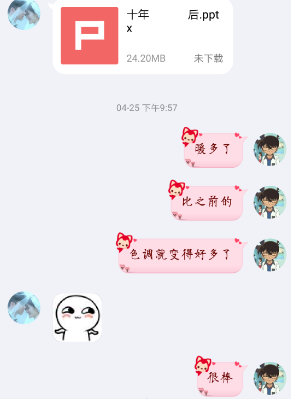 十年 后.ppt
x
24.20MB 未下载
04-25 下午9:57
暖多了
比之前的
色调就变得好多了
很棒